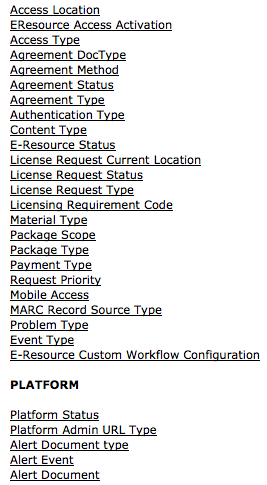 Access Location
EResource Access Activation
Access Type
Agreement DocType
Agreement Method
Agreement Status
Agreement Type
Authentication Type
Content Type
E-Resource Status
License Request Current Location
License Request Status
License Request Type
Licensing Requirement Code
Material Type
Package Scope
Package Type
Payment Type
Request Priority
Mobile Access
MARC Record Source Type
Problem Type
Event Type
E-Resource Custom Workflow Configuration
PLATFORM
Platform Status
Platform Admin URL Type
Alert Document type
Alert Event
Alert Document